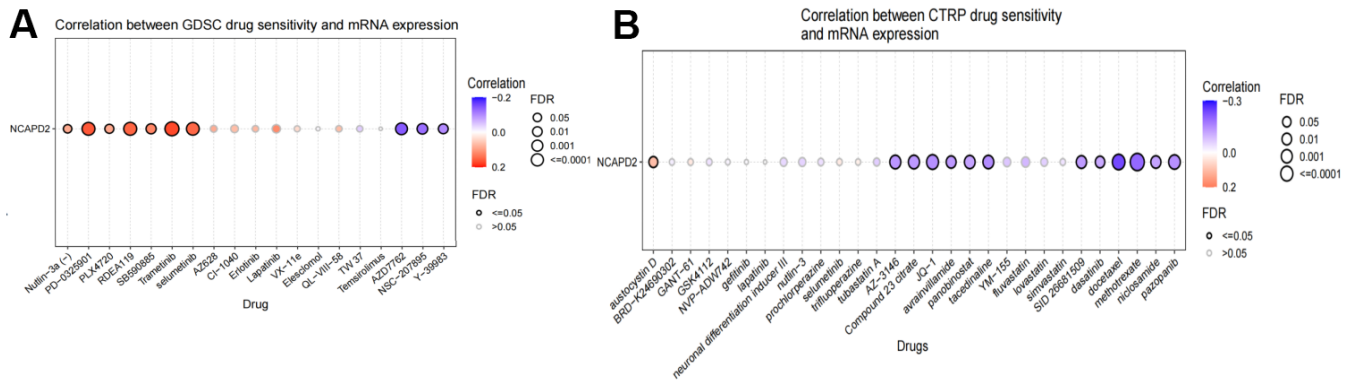 A
Correlation between GDSC drug sensitivity and mRNA expression
NCAPD2
Nutlin-3a (-)
PD-0325901
PLX4720
RDEA119
SB590885
Trametinib
selumetinib
AZ628
CI-1040
Erlotinib
Lapatinib
VX-11e
Elesclomol
QL-VIII-58
TW 37
Temsirolimus
AZD7762
NSC-207895
Y-39983
Drug
Correlation
-0.2
0.0
0.2
FDR
0.05
0.01
0.001
<=0.0001
FDR
<=0.05
>0.05
B
Correlation between CTRP drug sensitivity
and mRNA expression
NCAPD2
austocystin D
BRD-K24690302
GANT-61
GSK4112
NVP-ADW742
gefitinib
lapatinib
neuronal differentiation inducer III
nutlin-3
prochlorperazine
selumetinib
trifluoperazine
tubastatin A
AZ-3146
Compound 23 citrate
JQ-1
avrainvillamide
panobinostat
tacedinaline
YM-155
fluvastatin
lovastatin
simvastatin
SID 26681509
dasatinib
docetaxel
methotrexate
niclosamide
pazopanib
Drugs
Correlation
-0.3
0.0
0.2
FDR
<=0.05
>0.05
FDR
0.05
0.01
0.001
<=0.0001